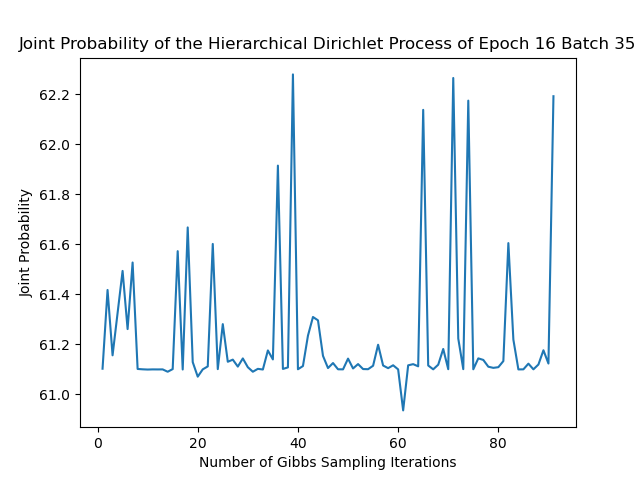 Joint Probability of the Hierarchical Dirichlet Process of Epoch 16 Batch 35
62.2
62.0
61.8
61.6
61.4
61.2
61.0
Joint Probability
0 20 40 60 80
Number of Gibbs Sampling Iterations